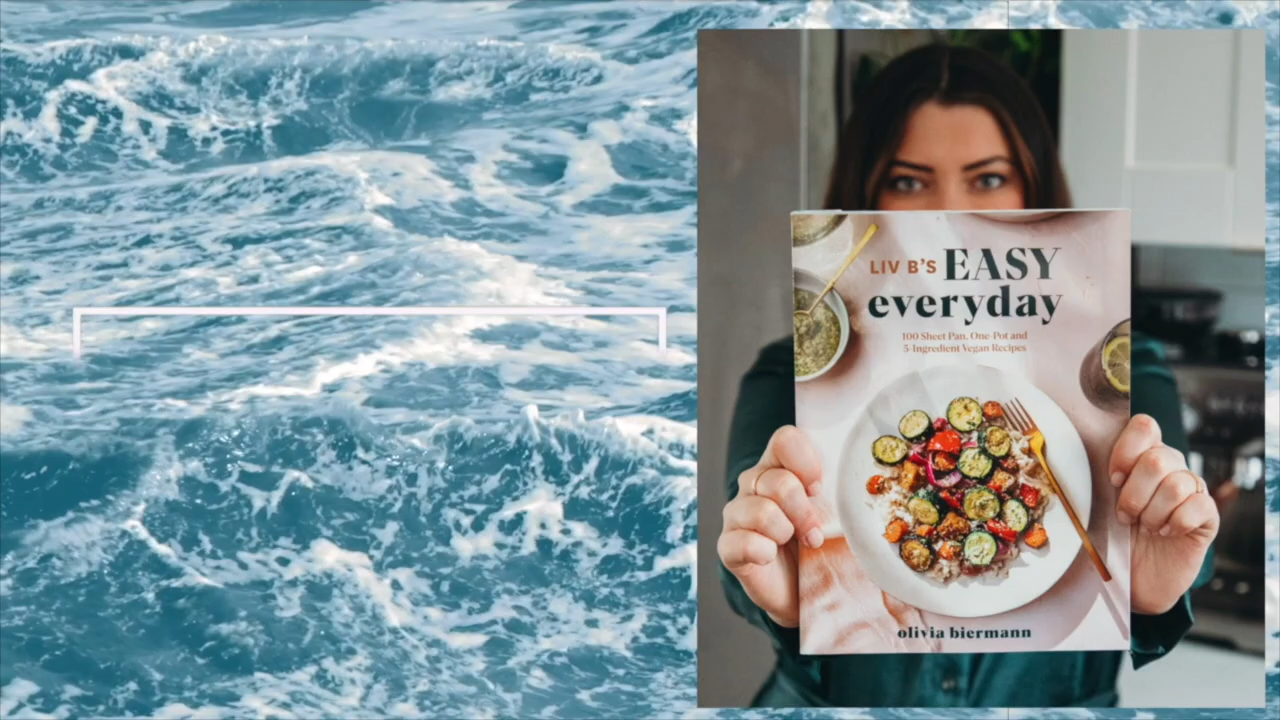 LIV B'S EASY
everyday
100 Sheet Pan, One-Pot and
5-Ingredient Vegan Recipes
olivia biermann